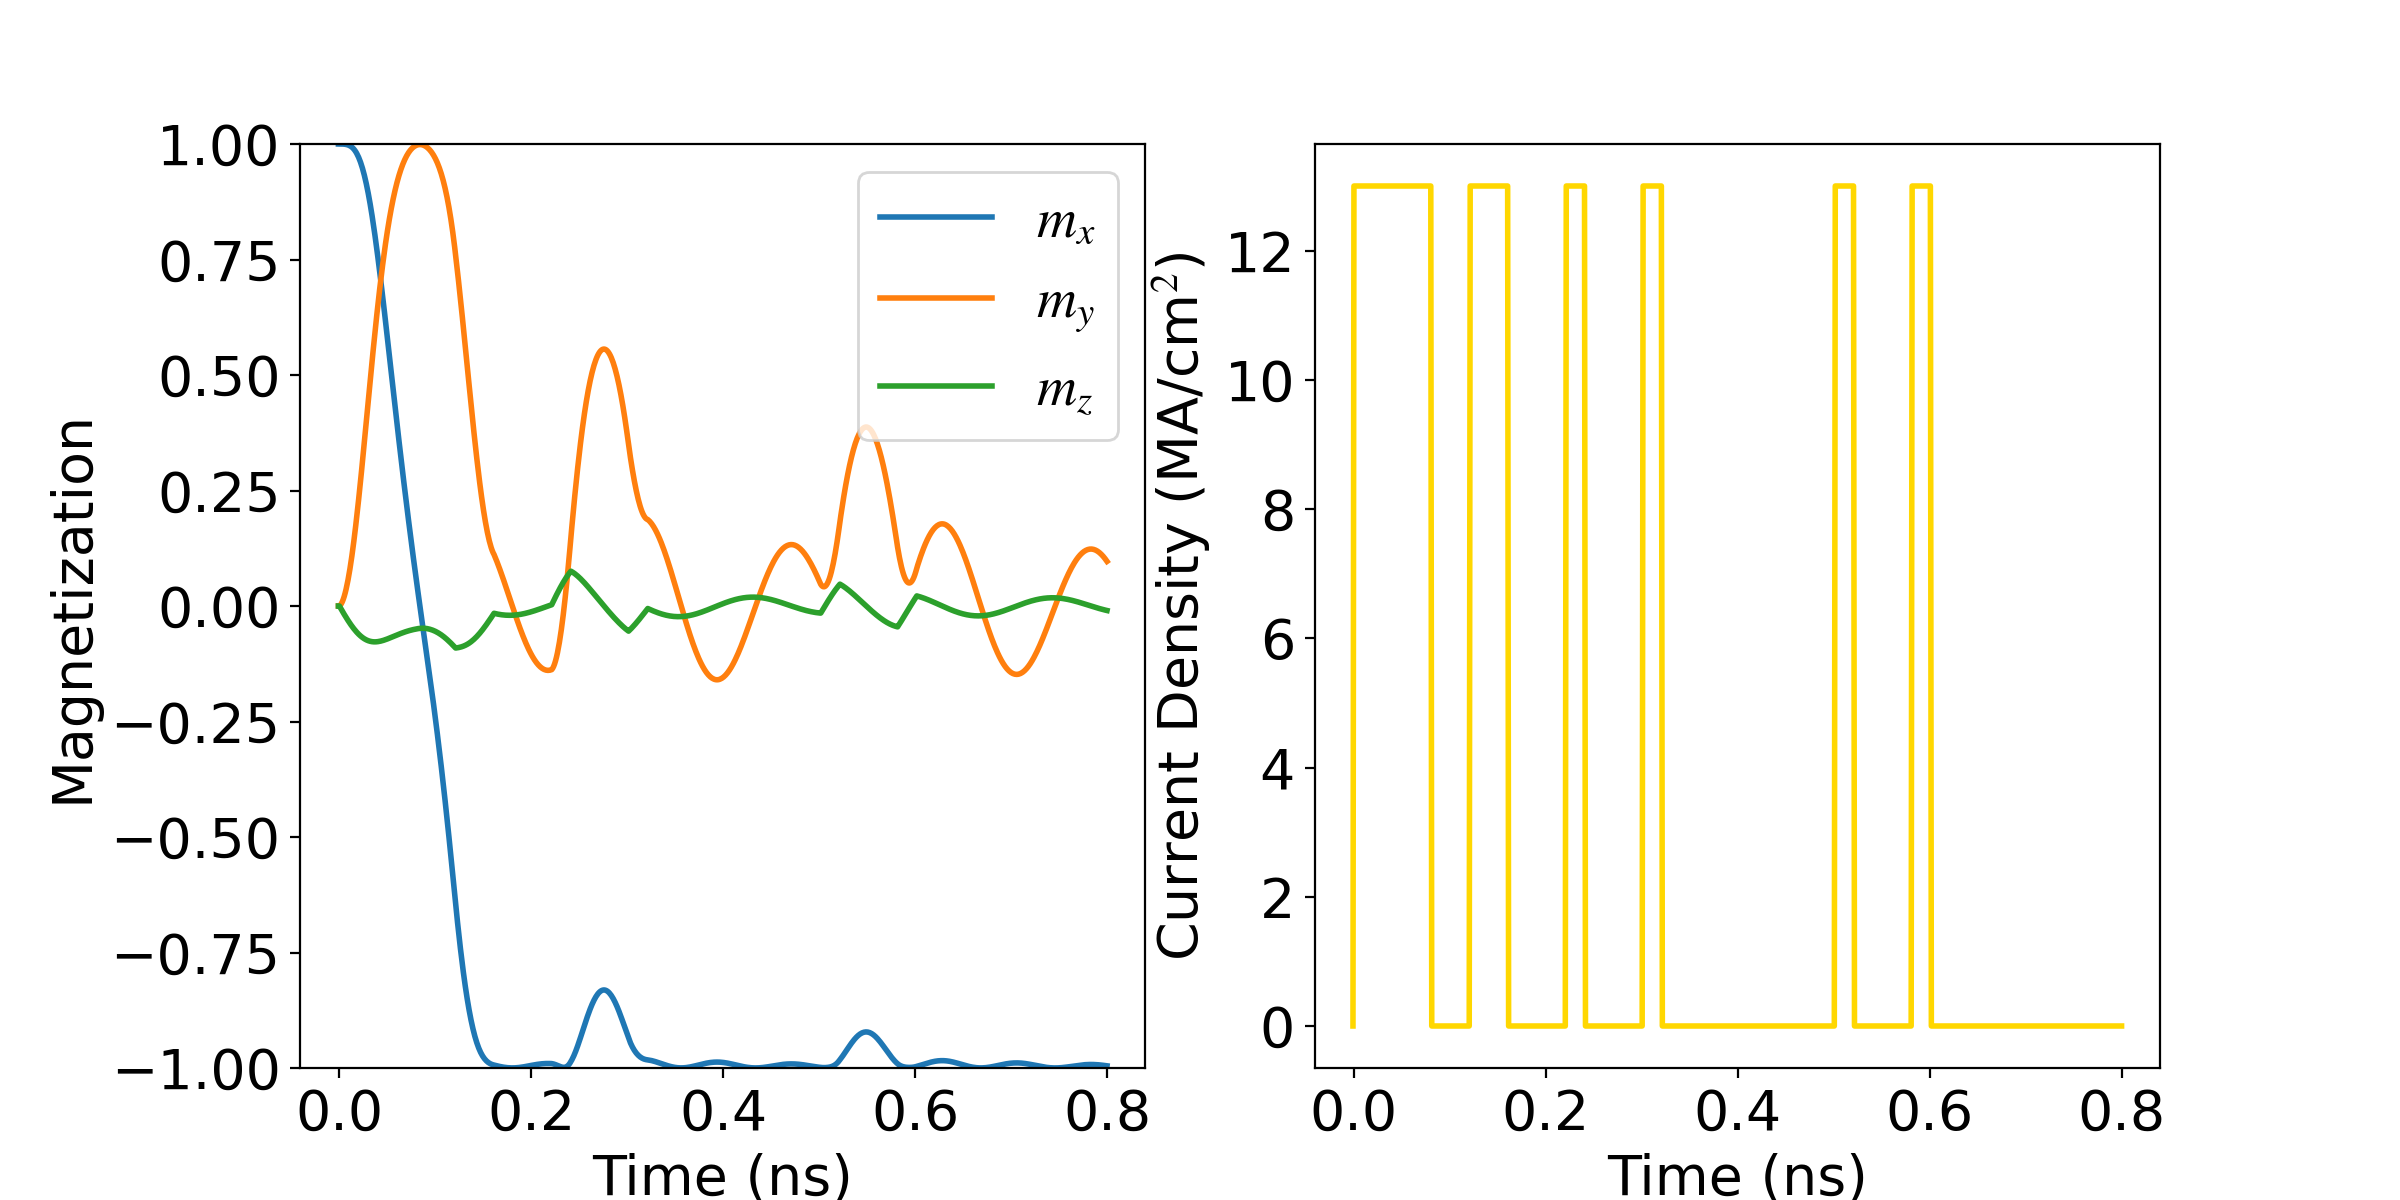 Magnetization
1.00
0.75
0.50
0.25
0.00
−0.25
−0.50
−0.75
−1.00
0.0 0.2 0.4 0.6 0.8
Time (ns)
m_x
m_y
m_z
Current Density (MA/cm²)
12
10
8
6
4
2
0
0.0 0.2 0.4 0.6 0.8
Time (ns)